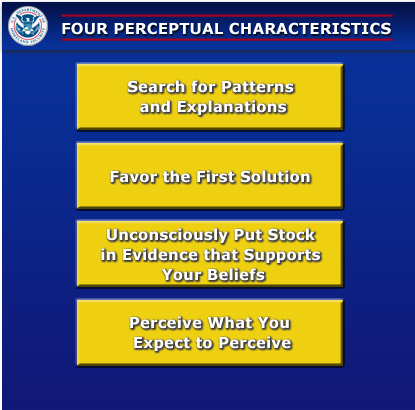 FOUR PERCEPTUAL CHARACTERISTICS
Search for Patterns
and Explanations
Favor the First Solution
Unconsciously Put Stock
in Evidence that Supports
Your Beliefs
Perceive What You
Expect to Perceive